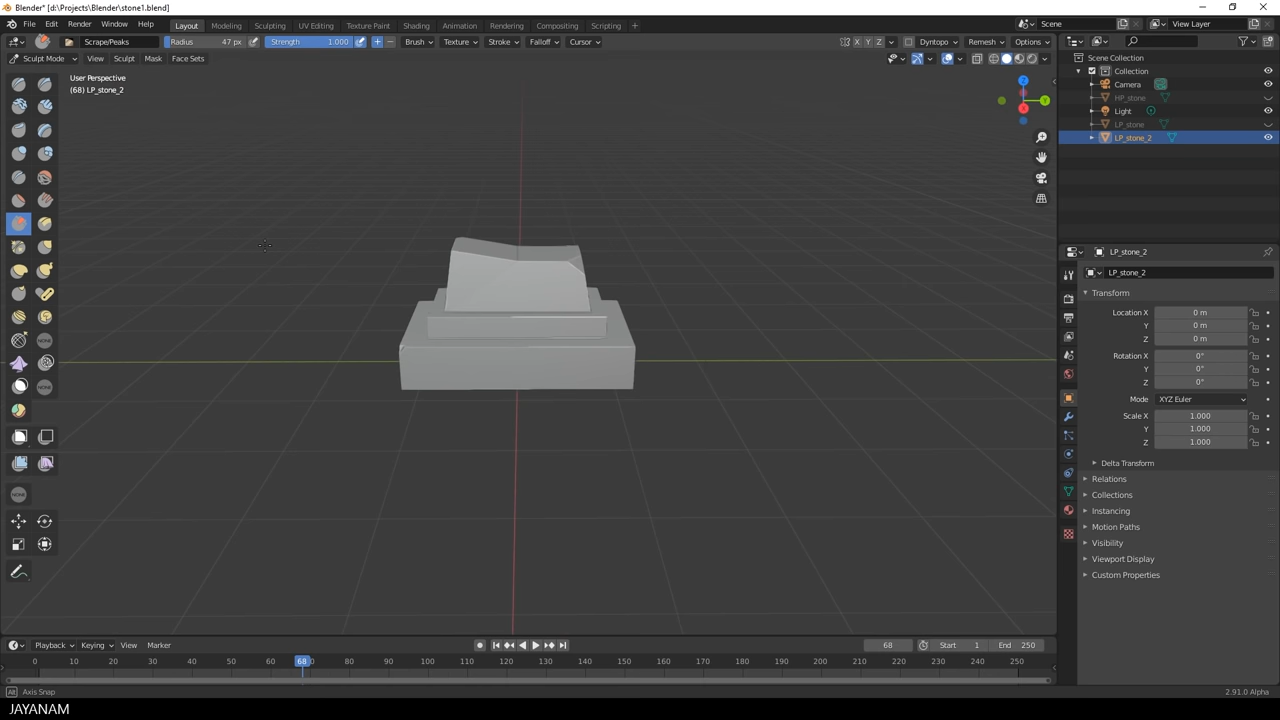 Blender* [d:\Projects\Blender\stone1.blend]
File Edit Render Window Help Layout Modeling Sculpting UV Editing Texture Paint Shading Animation Rendering Compositing Scripting + Scene View Layer
Scrape/Peaks Radius 47 px Strength 1.000 Brush Texture Stroke Falloff Cursor X Y Z Dyntopo Remesh Options
Sculpt Mode View Sculpt Mask Face Sets
User Perspective
(68) LP_stone_2
Z
Y
X
NONE
NONE
NONE
Scene Collection
Collection
Camera
HP_stone
Light
LP_stone
LP_stone_2
LP_stone_2
LP_stone_2
Transform
Location X 0 m
Y 0 m
Z 0 m
Rotation X 0°
Y 0°
Z 0°
Mode XYZ Euler
Scale X 1.000
Y 1.000
Z 1.000
Delta Transform
Relations
Collections
Instancing
Motion Paths
Visibility
Viewport Display
Custom Properties
Playback Keying View Marker 68 Start 1 End 250
0 10 20 30 40 50 60 68 70 80 90 100 110 120 130 140 150 160 170 180 190 200 210 220 230 240 250
Alt Axis Snap 2.91.0 Alpha
JAYANAM